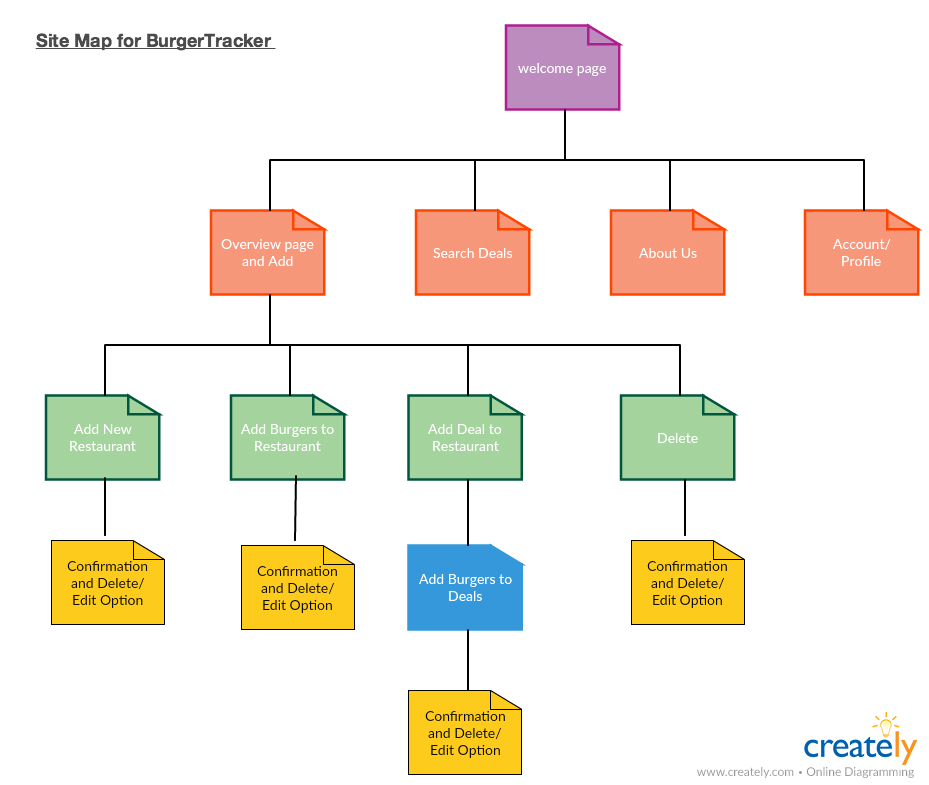 Site Map for BurgerTracker
welcome page
Overview page
and Add
Search Deals
About Us
Account/
Profile
Add New
Restaurant
Add Burgers to
Restaurant
Add Deal to
Restaurant
Delete
Confirmation
and Delete/
Edit Option
Confirmation
and Delete/
Edit Option
Add Burgers to
Deals
Confirmation
and Delete/
Edit Option
Confirmation
and Delete/
Edit Option
creately
www.creately.com • Online Diagramming